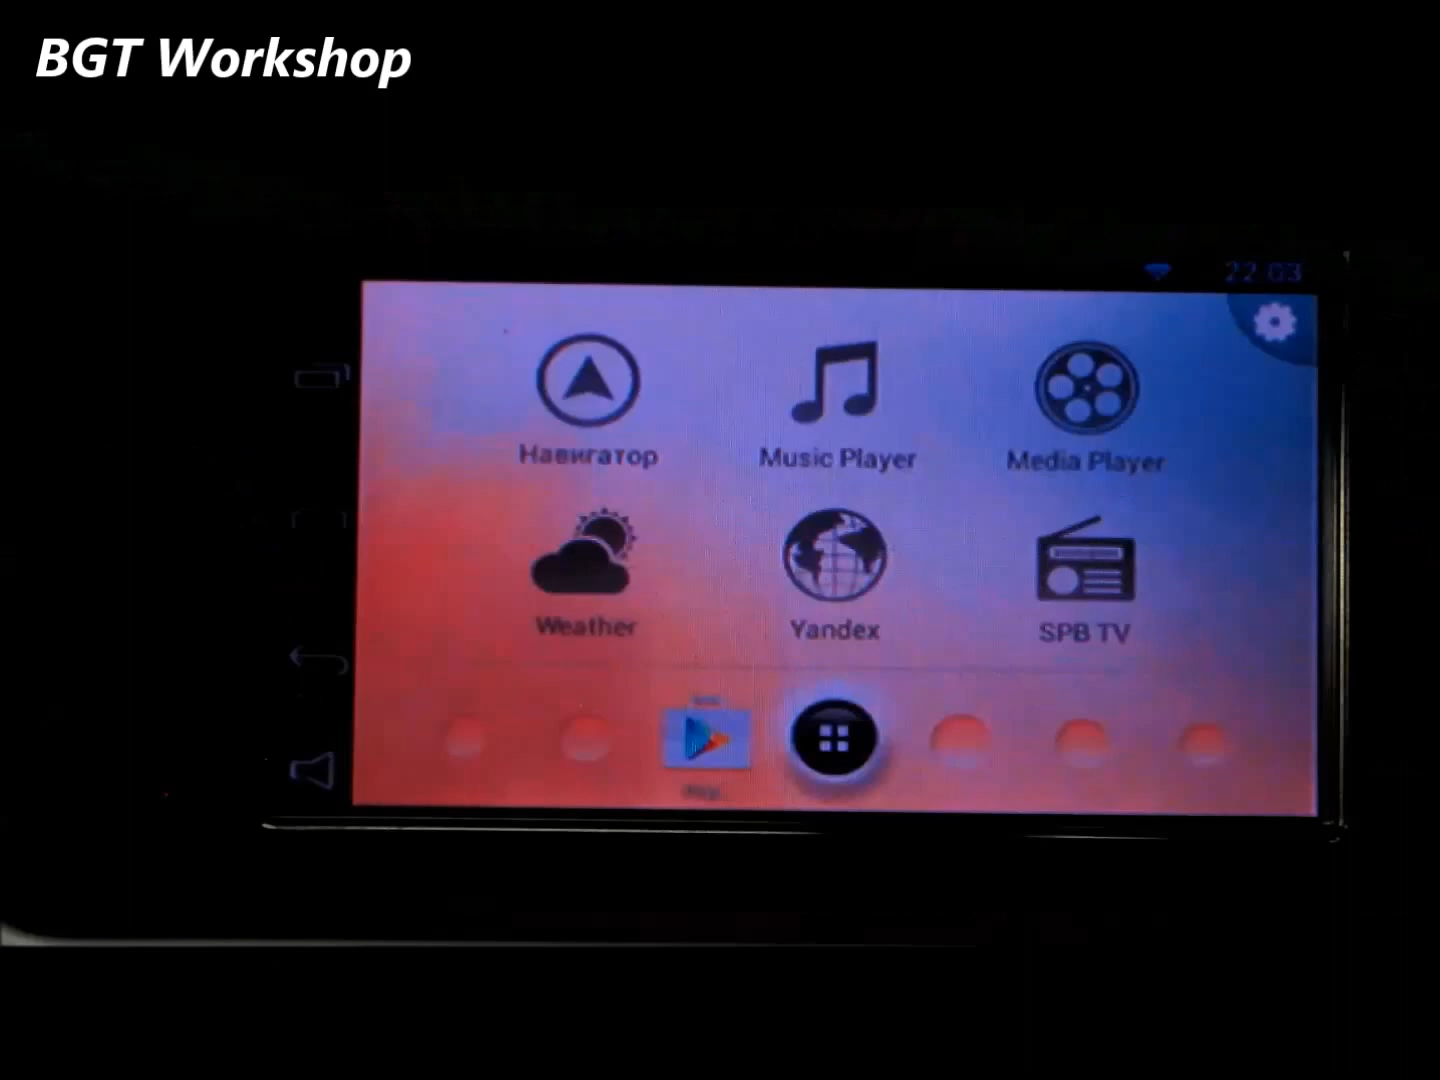 BGT Workshop
22:03
Навигатор
Music Player
Media Player
Weather
Yandex
SPB TV